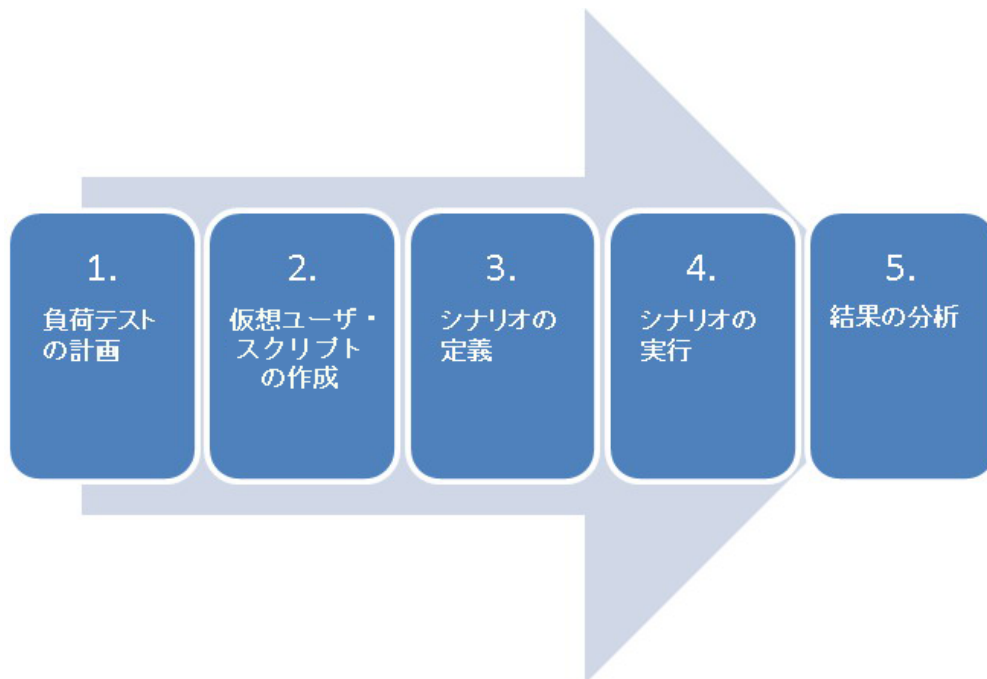 1.
負荷テスト
の計画
2.
仮想ユーザ・
スクリプト
の作成
3.
シナリオの
定義
4.
シナリオの
実行
5.
結果の分析